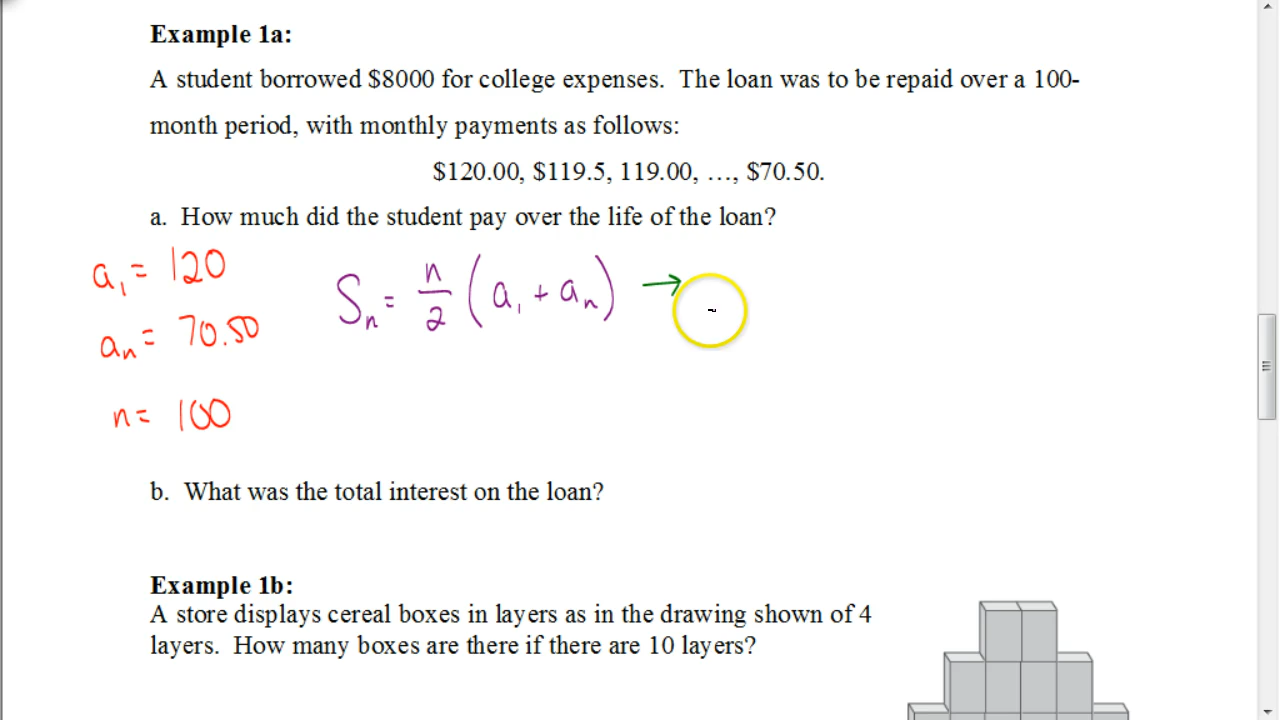 Example 1a:
A student borrowed $8000 for college expenses. The loan was to be repaid over a 100-
month period, with monthly payments as follows:
$120.00, $119.5, 119.00, …, $70.50.
a. How much did the student pay over the life of the loan?
a₁ = 120
Sₙ = n/2 (a₁ + aₙ) →
aₙ = 70.50
n = 100
b. What was the total interest on the loan?
Example 1b:
A store displays cereal boxes in layers as in the drawing shown of 4
layers. How many boxes are there if there are 10 layers?